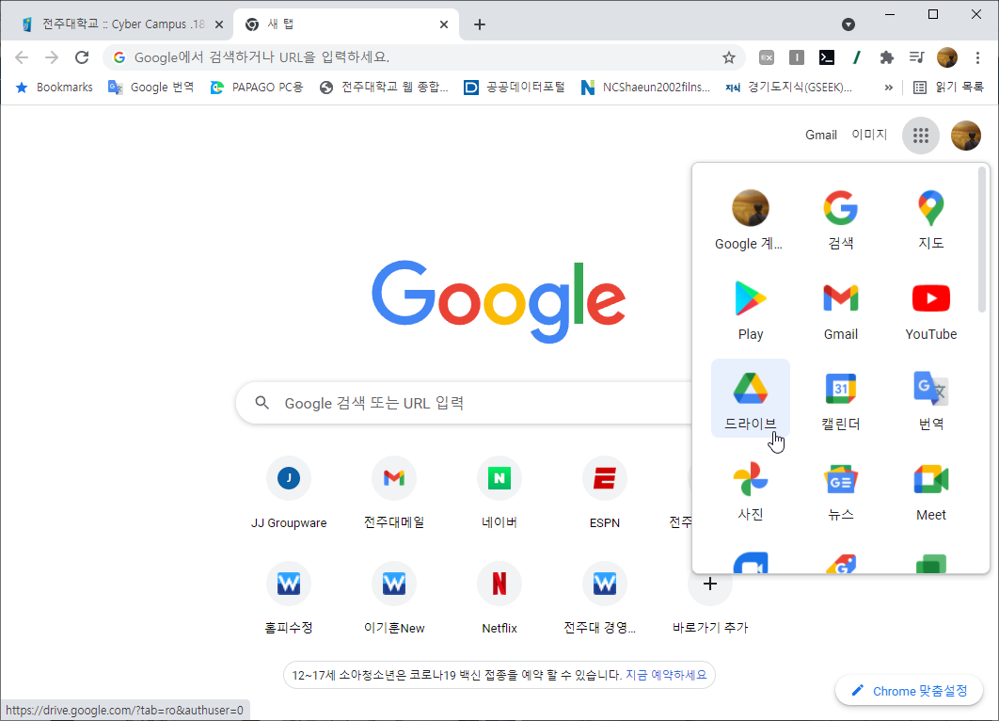 전주대학교 :: Cyber Campus .18
새 탭
Google에서 검색하거나 URL을 입력하세요.
Bookmarks
Google 번역
PAPAGO PC용
전주대학교 웹 종합...
공공데이터포털
NCShaeun2002filns...
지식 경기도지식(GSEEK)...
»
읽기 목록
Gmail 이미지
Google 계...
검색
지도
Play
Gmail
YouTube
드라이브
31
캘린더
번역
사진
뉴스
Meet
Google
Google 검색 또는 URL 입력
JJ Groupware
전주대메일
네이버
ESPN
전주
홈피수정
이기훈New
Netflix
전주대 경영...
바로가기 추가
12~17세 소아청소년은 코로나19 백신 접종을 예약 할 수 있습니다. 지금 예약하세요
Chrome 맞춤설정
https://drive.google.com/?tab=ro&authuser=0